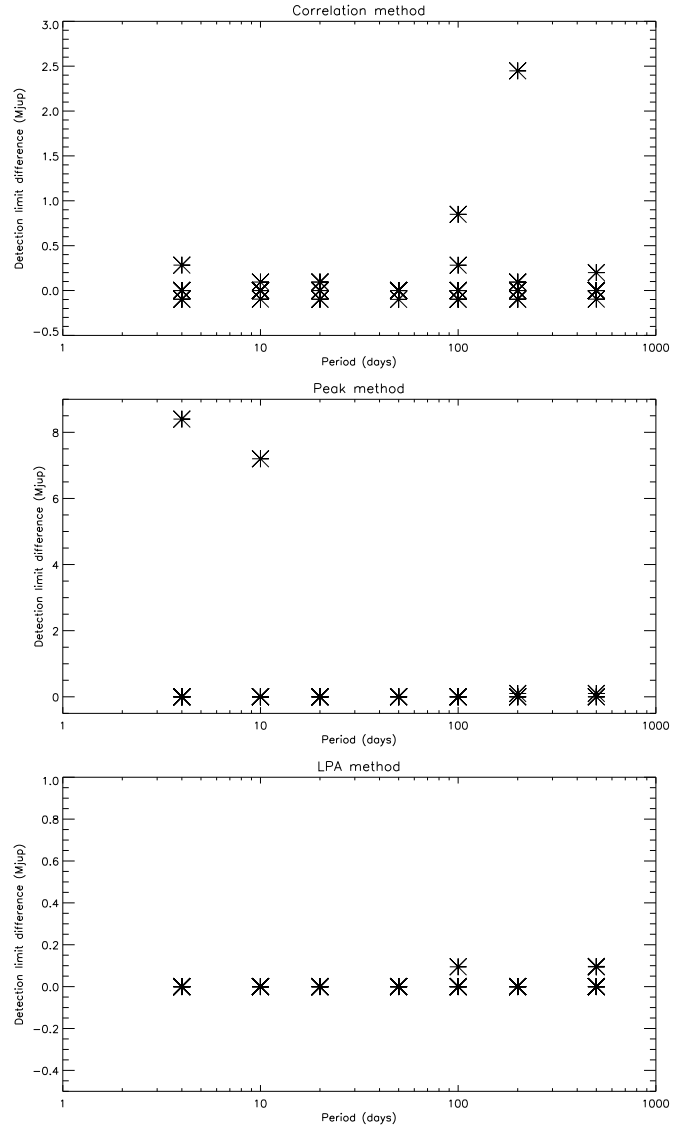 Correlation method
3.0
2.5
2.0
1.5
1.0
0.5
0.0
−0.5
Detection limit difference (Mjup)
1 10 100 1000
Period (days)
Peak method
8
6
4
2
0
Detection limit difference (Mjup)
1 10 100 1000
Period (days)
LPA method
1.0
0.8
0.6
0.4
0.2
0.0
−0.2
−0.4
Detection limit difference (Mjup)
1 10 100 1000
Period (days)